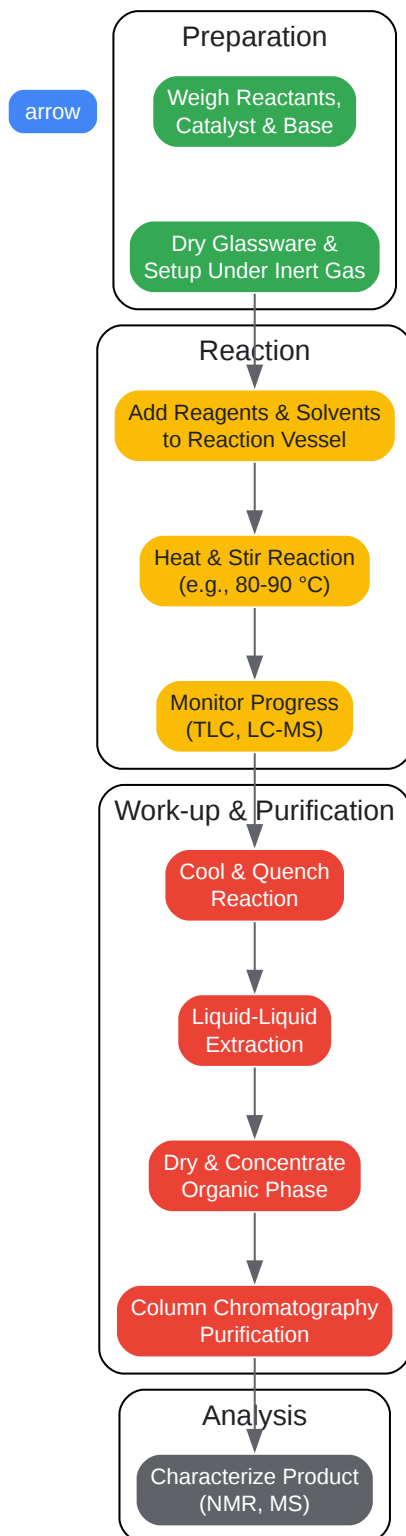 Preparation
arrow
Weigh Reactants,
Catalyst & Base
Dry Glassware &
Setup Under Inert Gas
Reaction
Add Reagents & Solvents
to Reaction Vessel
Heat & Stir Reaction
(e.g., 80-90 °C)
Monitor Progress
(TLC, LC-MS)
Work-up & Purification
Cool & Quench
Reaction
Liquid-Liquid
Extraction
Dry & Concentrate
Organic Phase
Column Chromatography
Purification
Analysis
Characterize Product
(NMR, MS)